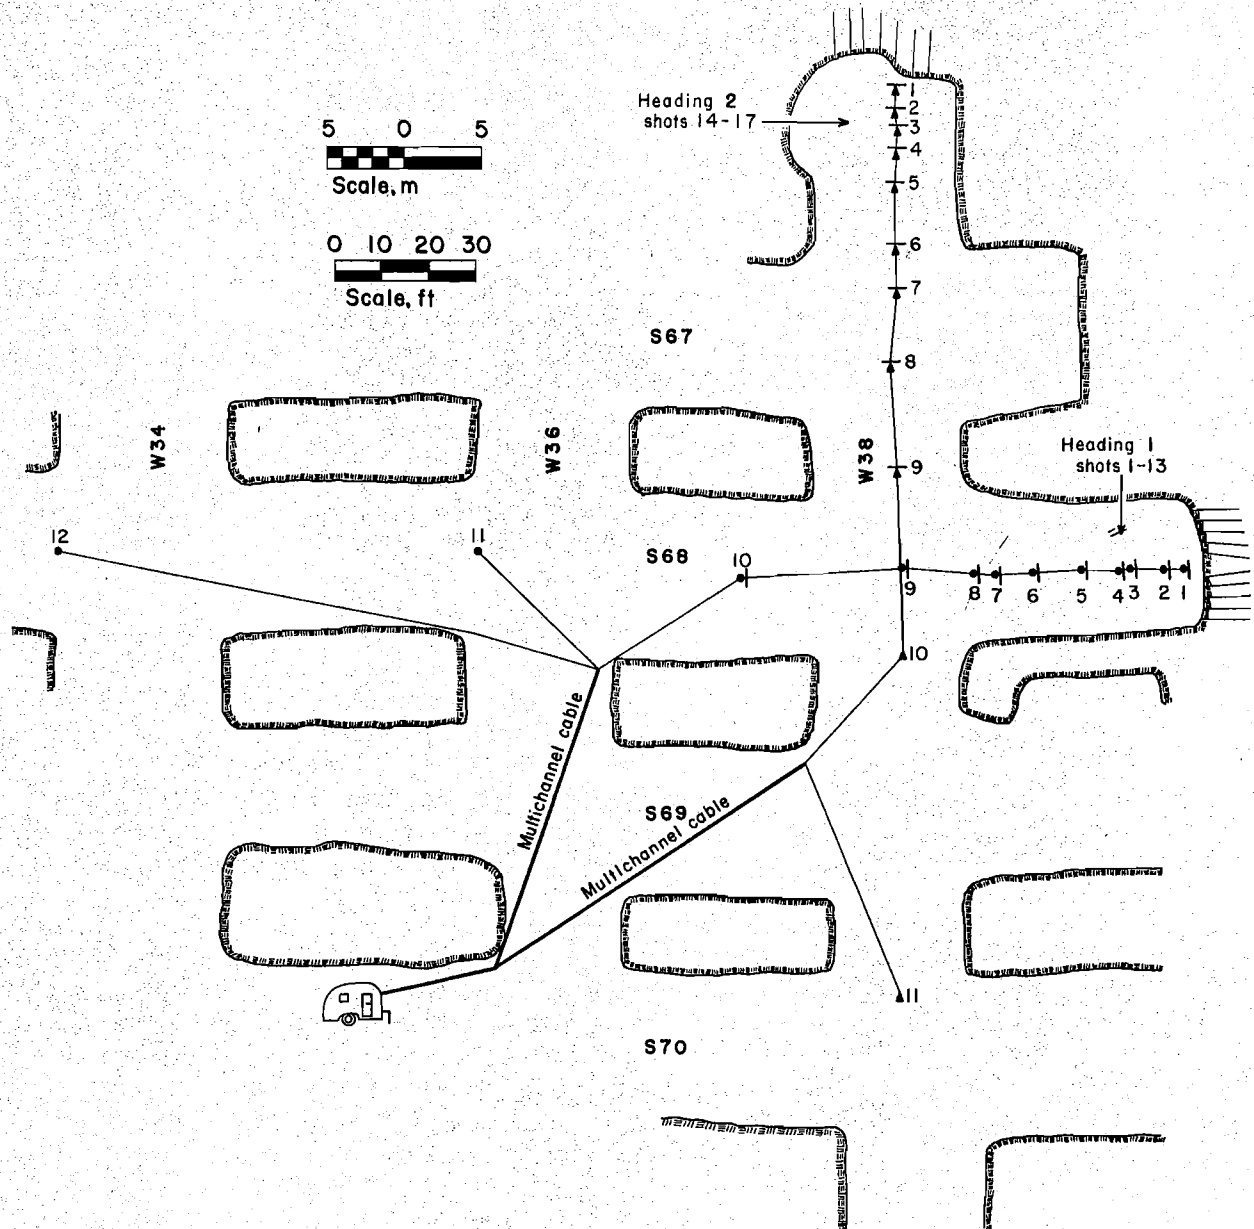 Heading 2
shots 14-17
1
2
3
4
5
6
7
8
9
5 0 5
Scale, m
0 10 20 30
Scale, ft
S67
W34
W36
W38
Heading 1
shots 1-13
12
11
S68
10
9
8
7
6
5
4
3
2
1
10
Multichannel cable
S69
Multichannel cable
11
S70